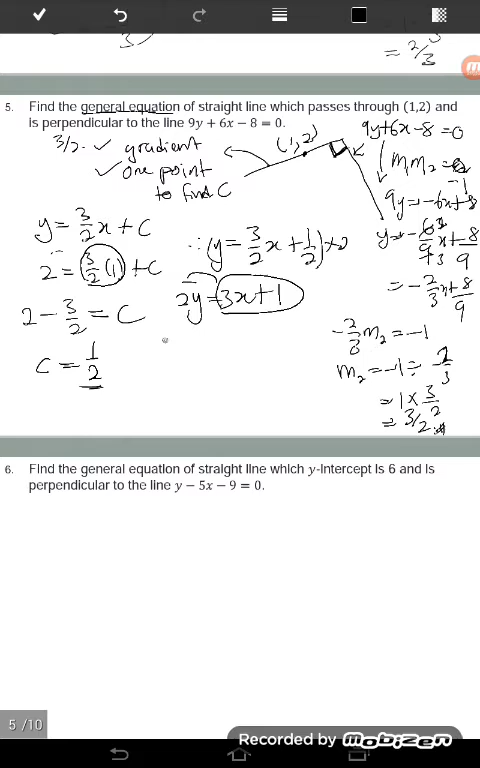 3
= 2/3
5. Find the general equation of straight line which passes through (1,2) and
is perpendicular to the line 9y + 6x − 8 = 0.
3/2. ✓ gradient
✓ one point
to find C
(1,2)
9y+6x-8=0
m₁m₂=-1
9y=-6x+8
y=-6/9x+8/9
=-2/3x+8/9
-2/3m₂=-1
m₂=-1÷-2/3
=1×3/2
=3/2
y=3/2x+C
2=3/2(1)+C
2-3/2=C
C=1/2
∴(y=3/2x+1/2)×2
2y=3x+1
6. Find the general equation of straight line which y-intercept is 6 and is
perpendicular to the line y − 5x − 9 = 0.
5 /10
Recorded by mobizen